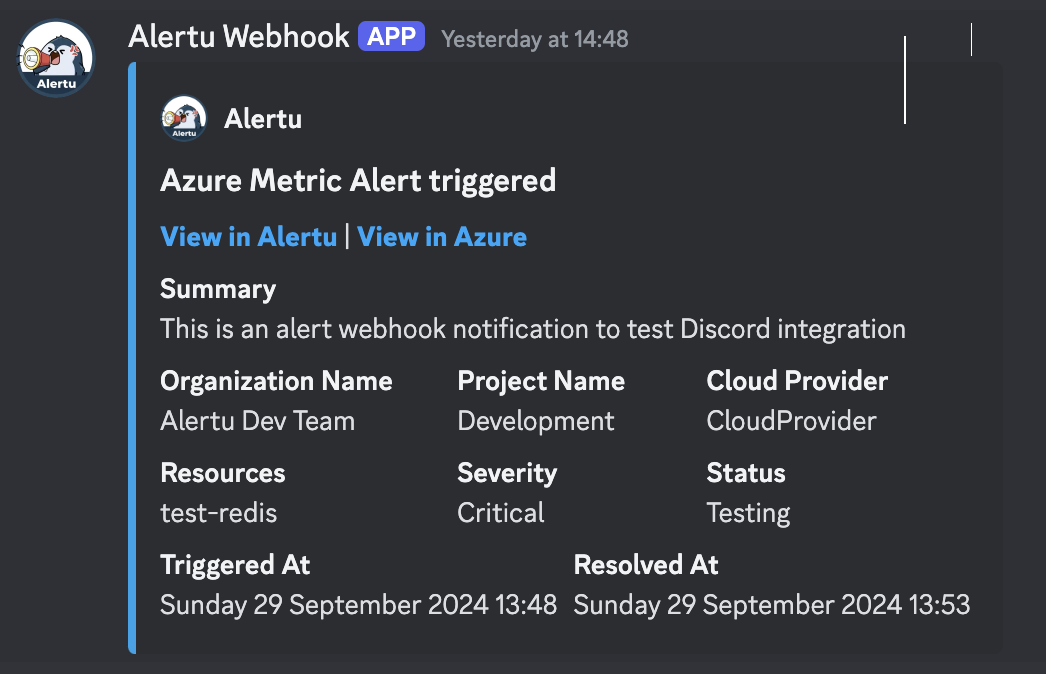 Alertu Webhook APP Yesterday at 14:48
Alertu
Alertu
Alertu
Azure Metric Alert triggered
View in Alertu | View in Azure
Summary
This is an alert webhook notification to test Discord integration
Organization Name Project Name Cloud Provider
Alertu Dev Team Development CloudProvider
Resources Severity Status
test-redis Critical Testing
Triggered At Resolved At
Sunday 29 September 2024 13:48 Sunday 29 September 2024 13:53